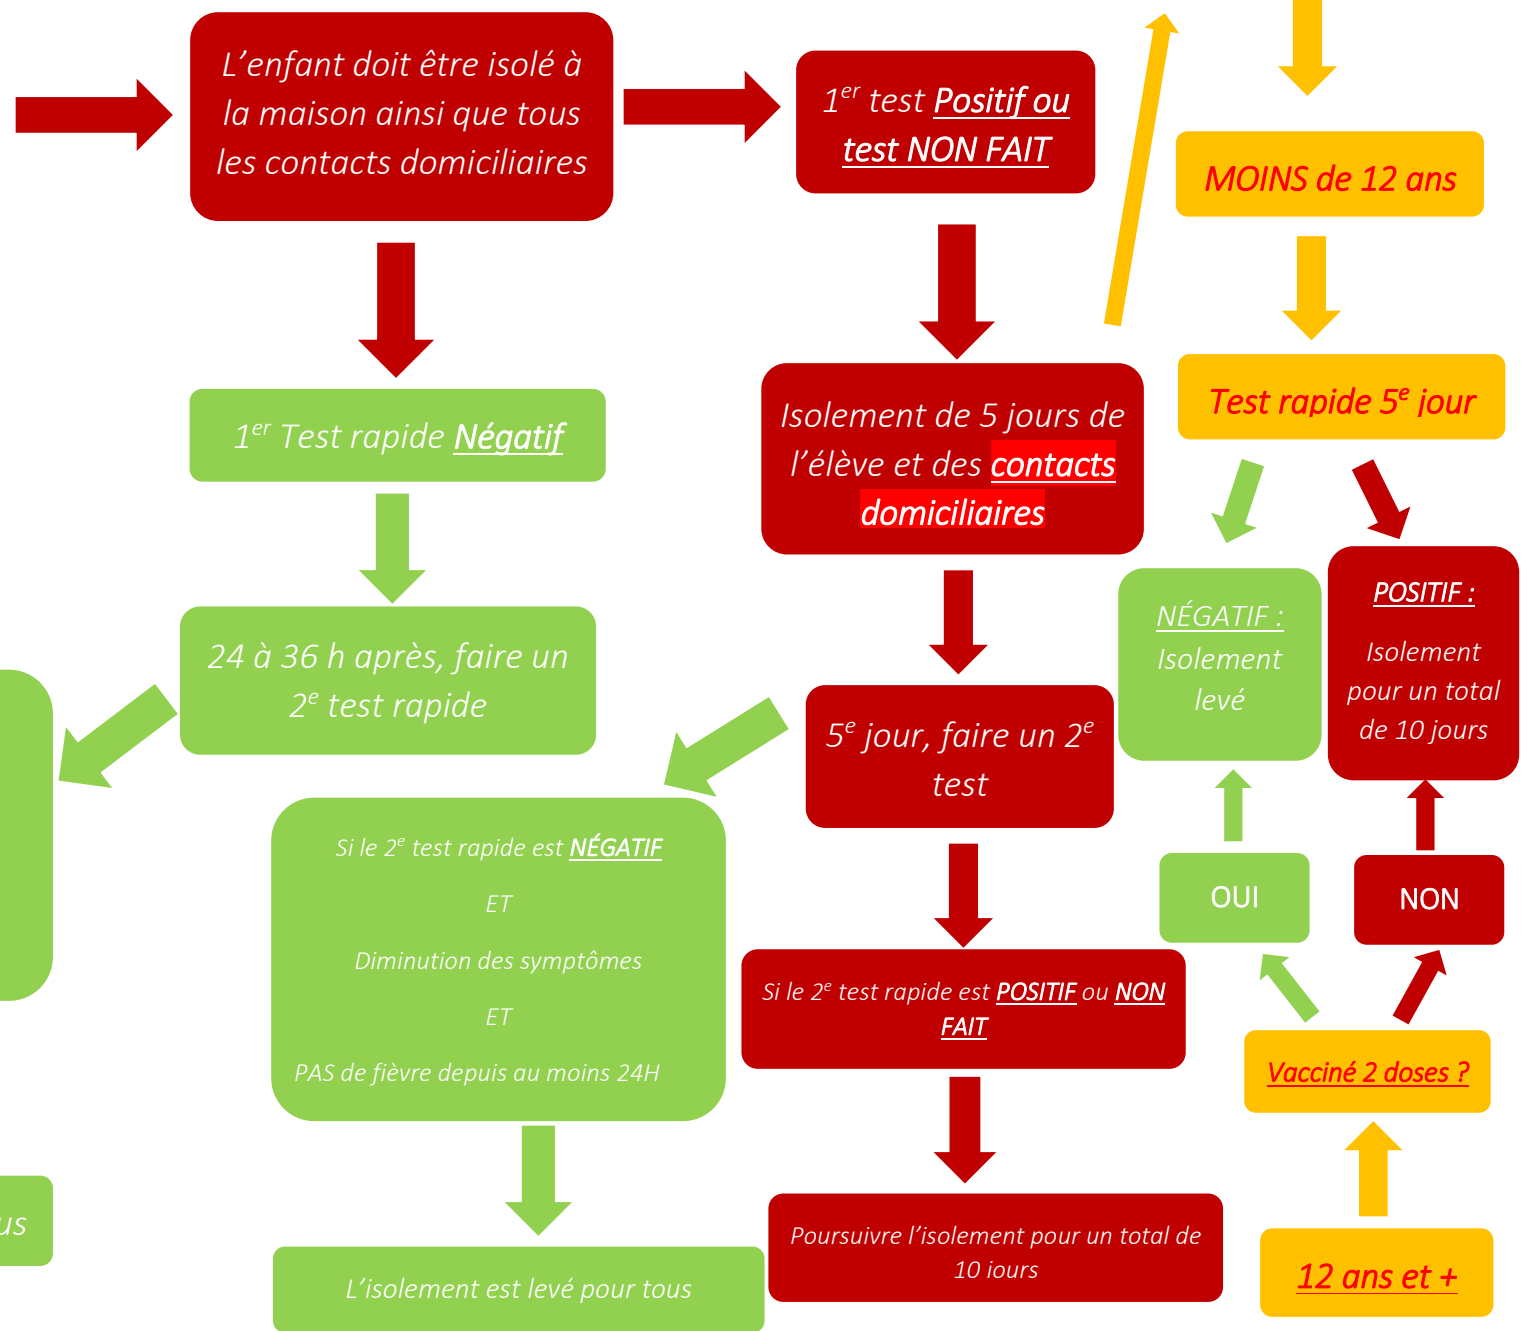 L’enfant doit être isolé à
la maison ainsi que tous
les contacts domiciliaires
1er test Positif ou
test NON FAIT
MOINS de 12 ans
Test rapide 5e jour
1er Test rapide Négatif
Isolement de 5 jours de
l’élève et des contacts
domiciliaires
24 à 36 h après, faire un
2e test rapide
5e jour, faire un 2e
test
NÉGATIF :
Isolement
levé
POSITIF :
Isolement
pour un total
de 10 jours
Si le 2e test rapide est NÉGATIF
ET
Diminution des symptômes
ET
PAS de fièvre depuis au moins 24H
OUI
NON
Si le 2e test rapide est POSITIF ou NON
FAIT
Vacciné 2 doses ?
Poursuivre l’isolement pour un total de
10 jours
12 ans et +
L’isolement est levé pour tous